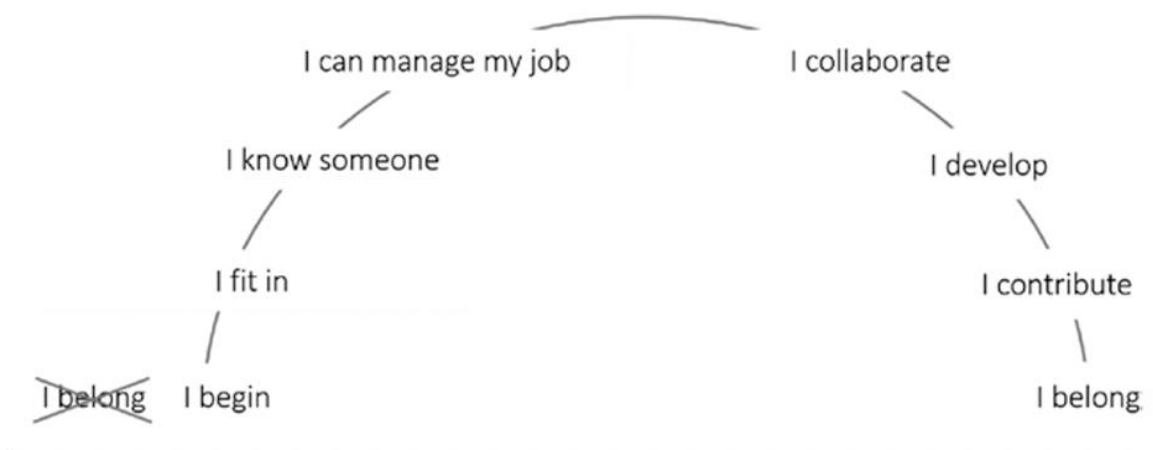 I can manage my job
I collaborate
I know someone
I develop
I fit in
I contribute
I belong
I begin
I belong